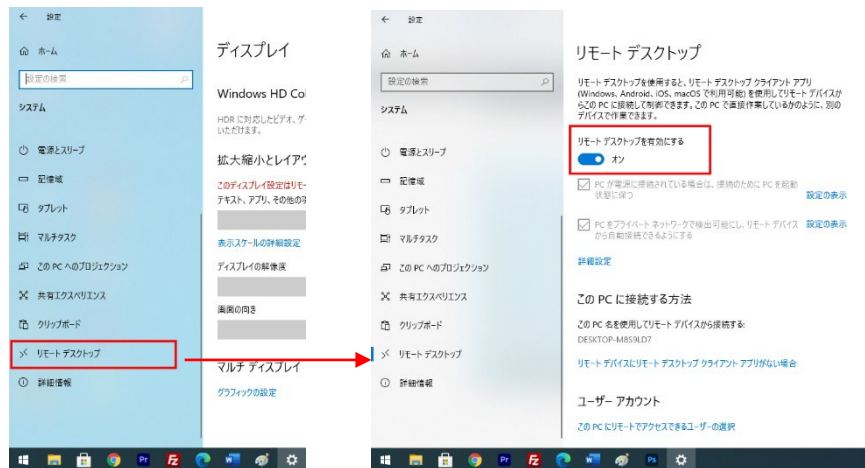 ← 設定
ホーム
設定の検索
システム
電源とスリープ
記憶域
タブレット
マルチタスク
この PC へのプロジェクション
共有エクスペリエンス
クリップボード
リモート デスクトップ
詳細情報
ディスプレイ
Windows HD Col
HDR に対応したビデオ、ゲー
いただけます。
拡大縮小とレイアウ
このディスプレイ設定はリモー
テキスト、アプリ、その他の項
表示スケールの詳細設定
ディスプレイの解像度
画面の向き
マルチ ディスプレイ
グラフィックの設定
Pr
← 設定
ホーム
設定の検索
システム
電源とスリープ
記憶域
タブレット
マルチタスク
この PC へのプロジェクション
共有エクスペリエンス
クリップボード
リモート デスクトップ
詳細情報
リモート デスクトップ
リモート デスクトップを使用すると、リモート デスクトップ クライアント アプリ
(Windows、Android、iOS、macOS で利用可能) を使用してリモート デバイスか
らこの PC に接続して制御できます。この PC で直接作業しているかのように、別の
デバイスで作業できます。
リモート デスクトップを有効にする
オン
PC が電源に接続されている場合は、接続のために PC を起動
状態に保つ 設定の表示
PC をプライベート ネットワークで検出可能にし、リモート デバイス 設定の表示
から自動接続できるようにする
詳細設定
この PC に接続する方法
この PC 名を使用してリモート デバイスから接続する:
DESKTOP-M8S9LD7
リモート デバイスにリモート デスクトップ クライアント アプリがない場合
ユーザー アカウント
この PC にリモートでアクセスできるユーザーの選択
Pr
Ps